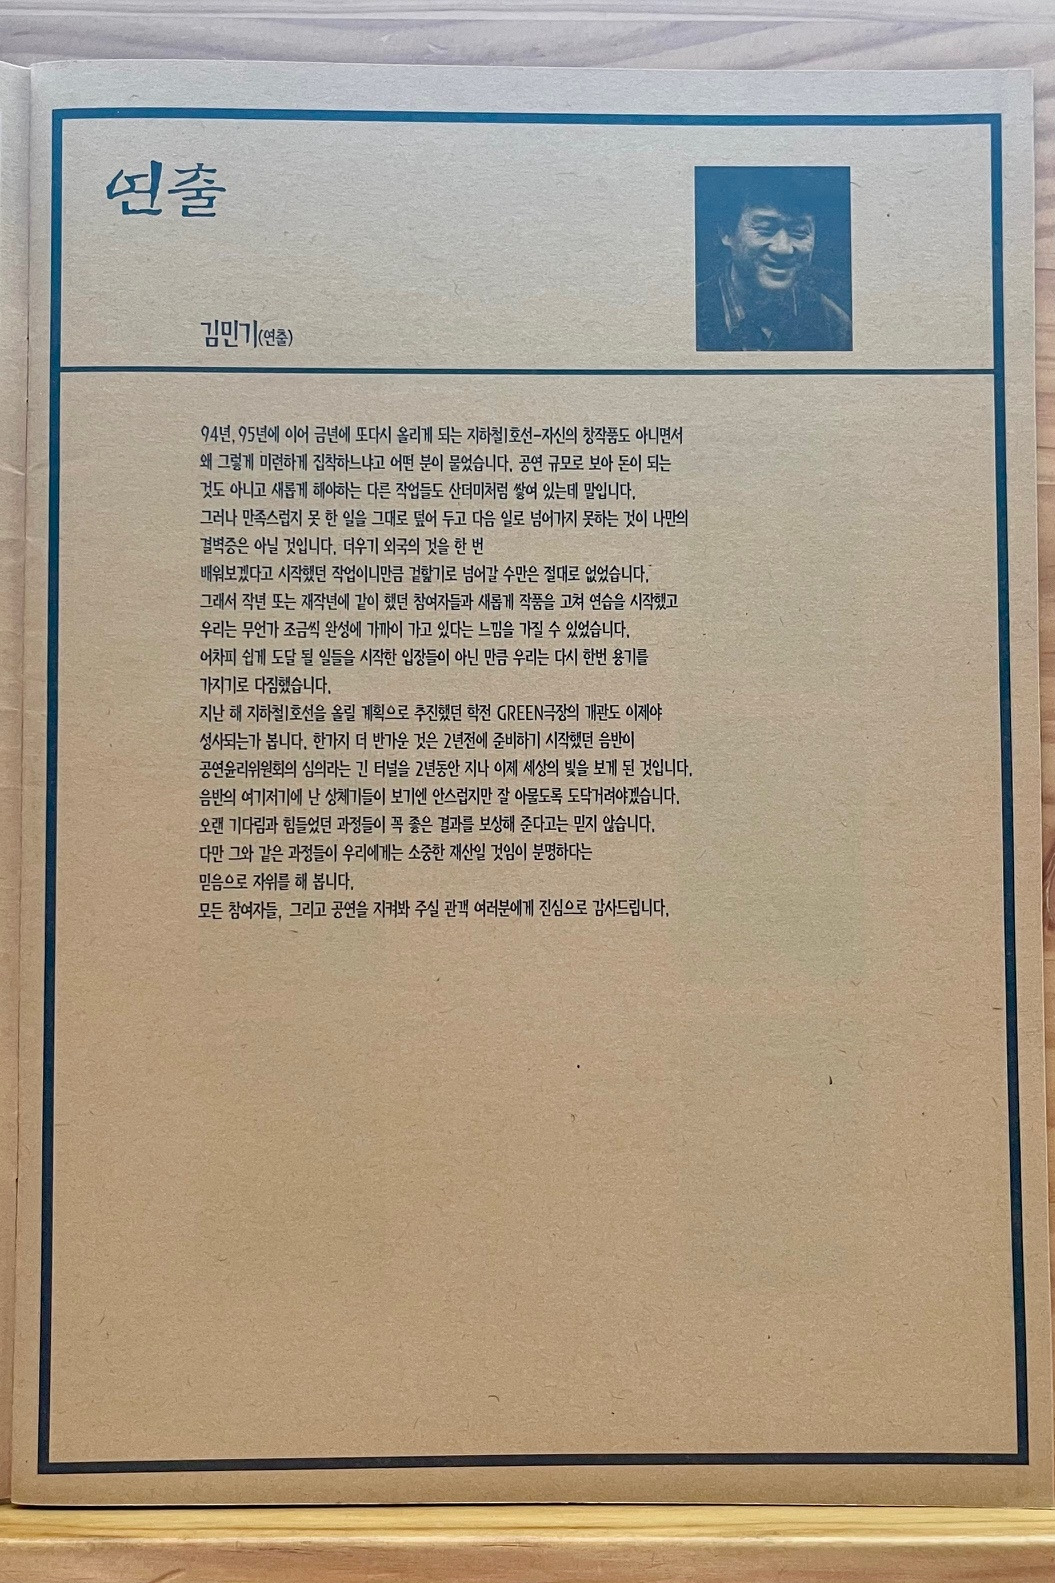 연출
김민기(연출)
94년, 95년에 이어 금년에 또다시 올리게 되는 지하철1호선-자신의 창작품도 아니면서
왜 그렇게 미련하게 집착하느냐고 어떤 분이 물었습니다. 공연 규모로 보아 돈이 되는
것도 아니고 새롭게 해야하는 다른 작업들도 산더미처럼 쌓여 있는데 말입니다.
그러나 만족스럽지 못 한 일을 그대로 덮어 두고 다음 일로 넘어가지 못하는 것이 나만의
결벽증은 아닐 것입니다. 더우기 외국의 것을 한 번
배워보겠다고 시작했던 작업이니만큼 겉핥기로 넘어갈 수만은 절대로 없었습니다.
그래서 작년 또는 재작년에 같이 했던 참여자들과 새롭게 작품을 고쳐 연습을 시작했고
우리는 무언가 조금씩 완성에 가까이 가고 있다는 느낌을 가질 수 있었습니다.
어차피 쉽게 도달 될 일들을 시작한 입장들이 아닌 만큼 우리는 다시 한번 용기를
가지기로 다짐했습니다.
지난 해 지하철1호선을 올릴 계획으로 추진했던 학전 GREEN극장의 개관도 이제야
성사되는가 봅니다. 한가지 더 반가운 것은 2년전에 준비하기 시작했던 음반이
공연윤리위원회의 심의라는 긴 터널을 2년동안 지나 이제 세상의 빛을 보게 된 것입니다.
음반의 여기저기에 난 상체기들이 보기엔 안스럽지만 잘 아물도록 도닥거려야겠습니다.
오랜 기다림과 힘들었던 과정들이 꼭 좋은 결과를 보상해 준다고는 믿지 않습니다.
다만 그와 같은 과정들이 우리에게는 소중한 재산일 것임이 분명하다는
믿음으로 자위를 해 봅니다.
모든 참여자들, 그리고 공연을 지켜봐 주실 관객 여러분에게 진심으로 감사드립니다.